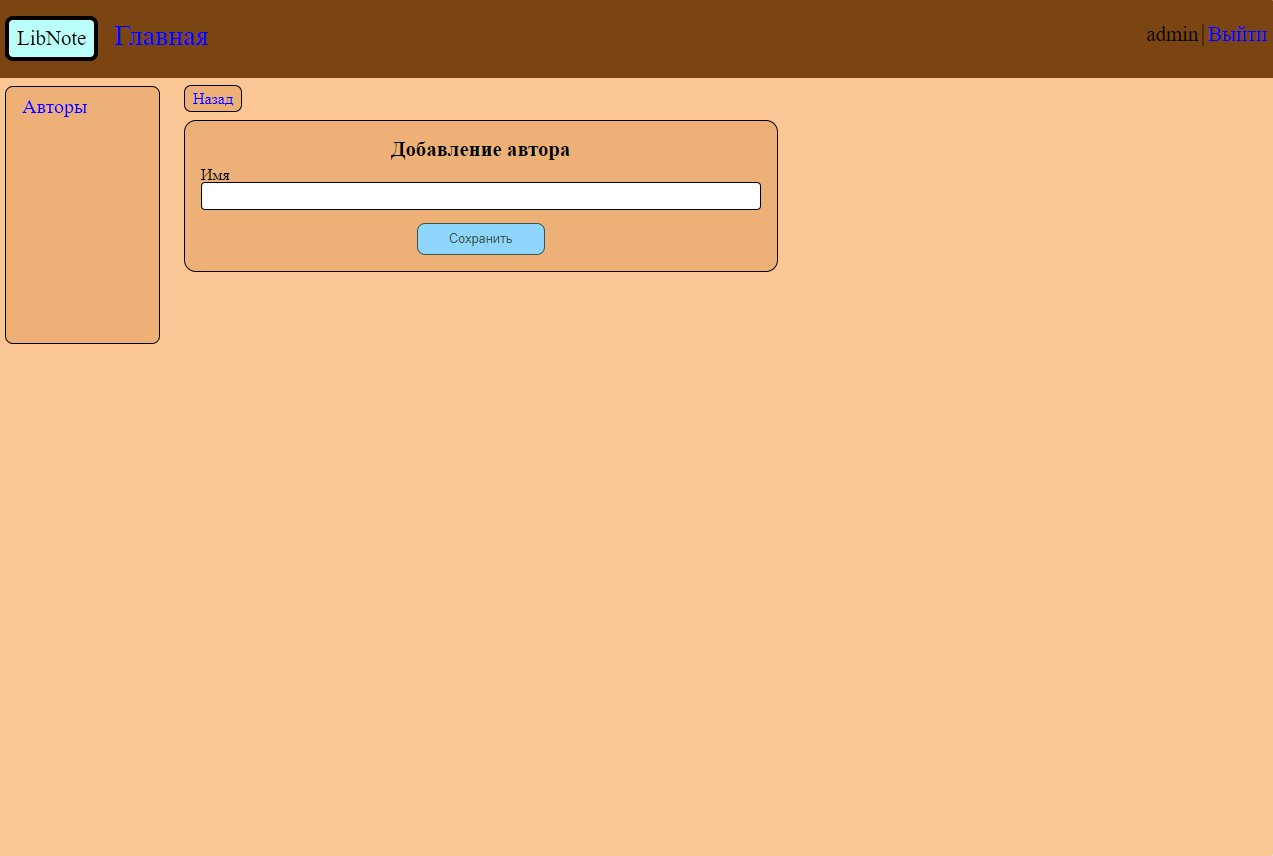 LibNote Главная admin|Выйти
Авторы
Назад
Добавление автора
Имя
Сохранить